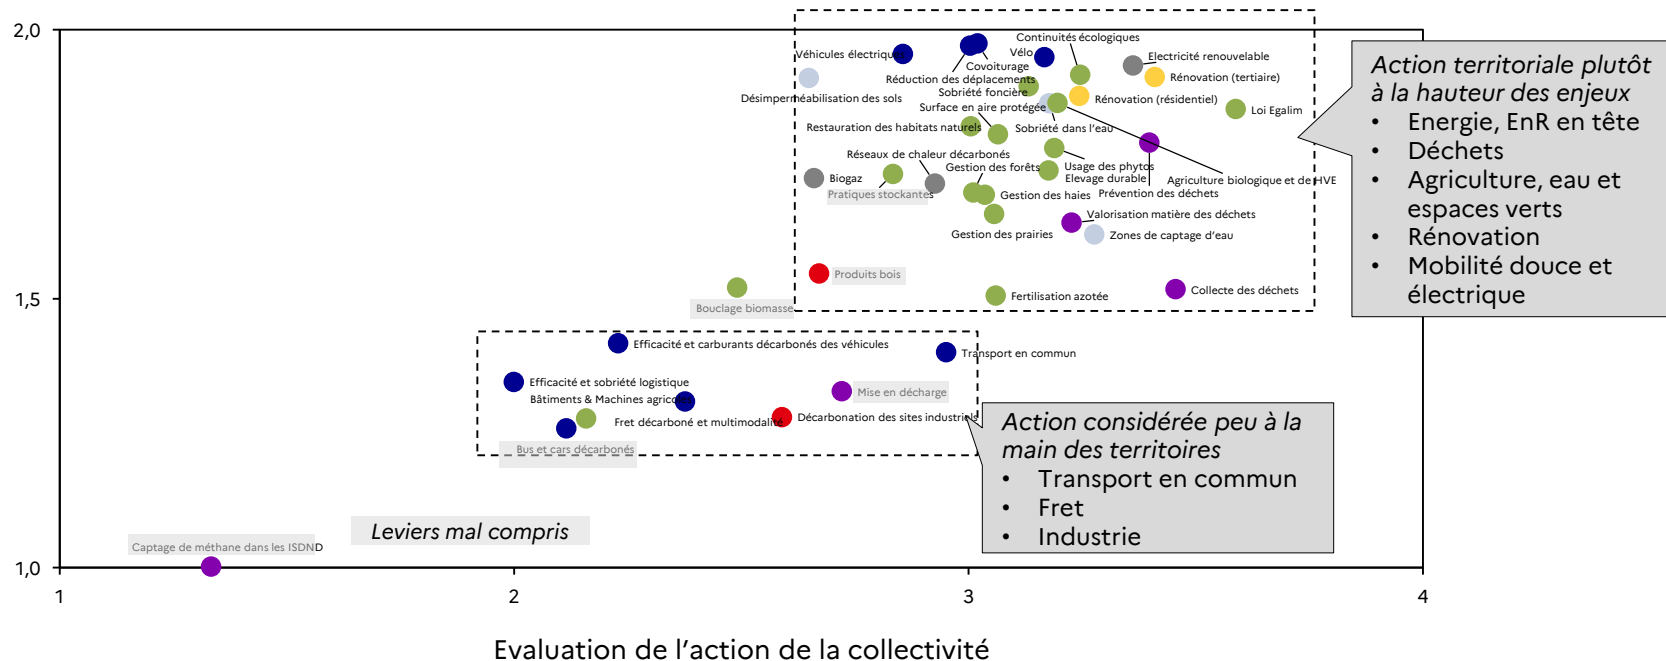 2,0
Continuités écologiques
Véhicules électriques
Vélo
Electricité renouvelable
Covoiturage
Réduction des déplacements
Rénovation (tertiaire)
Désimperméabilisation des sols
Sobriété foncière
Rénovation (résidentiel)
Surface en aire protégée
Loi Egalim
Restauration des habitats naturels
Sobriété dans l'eau
Réseaux de chaleur décarbonés
Gestion des forêts
Usage des phytos
Biogaz
Elevage durable
Agriculture biologique et de HVE
Pratiques stockantes
Gestion des haies
Prévention des déchets
Valorisation matière des déchets
Gestion des prairies
Zones de captage d'eau
Produits bois
Collecte des déchets
Fertilisation azotée
1,5
Bouclage biomasse
Action territoriale plutôt
à la hauteur des enjeux
• Energie, EnR en tête
• Déchets
• Agriculture, eau et
espaces verts
• Rénovation
• Mobilité douce et
électrique
Efficacité et carburants décarbonés des véhicules
Transport en commun
Efficacité et sobriété logistique
Mise en décharge
Bâtiments & Machines agricoles
Décarbonation des sites industriels
Fret décarboné et multimodalité
Bus et cars décarbonés
Action considérée peu à la
main des territoires
• Transport en commun
• Fret
• Industrie
Leviers mal compris
Captage de méthane dans les ISDND
1,0
1
2
3
4
Evaluation de l'action de la collectivité